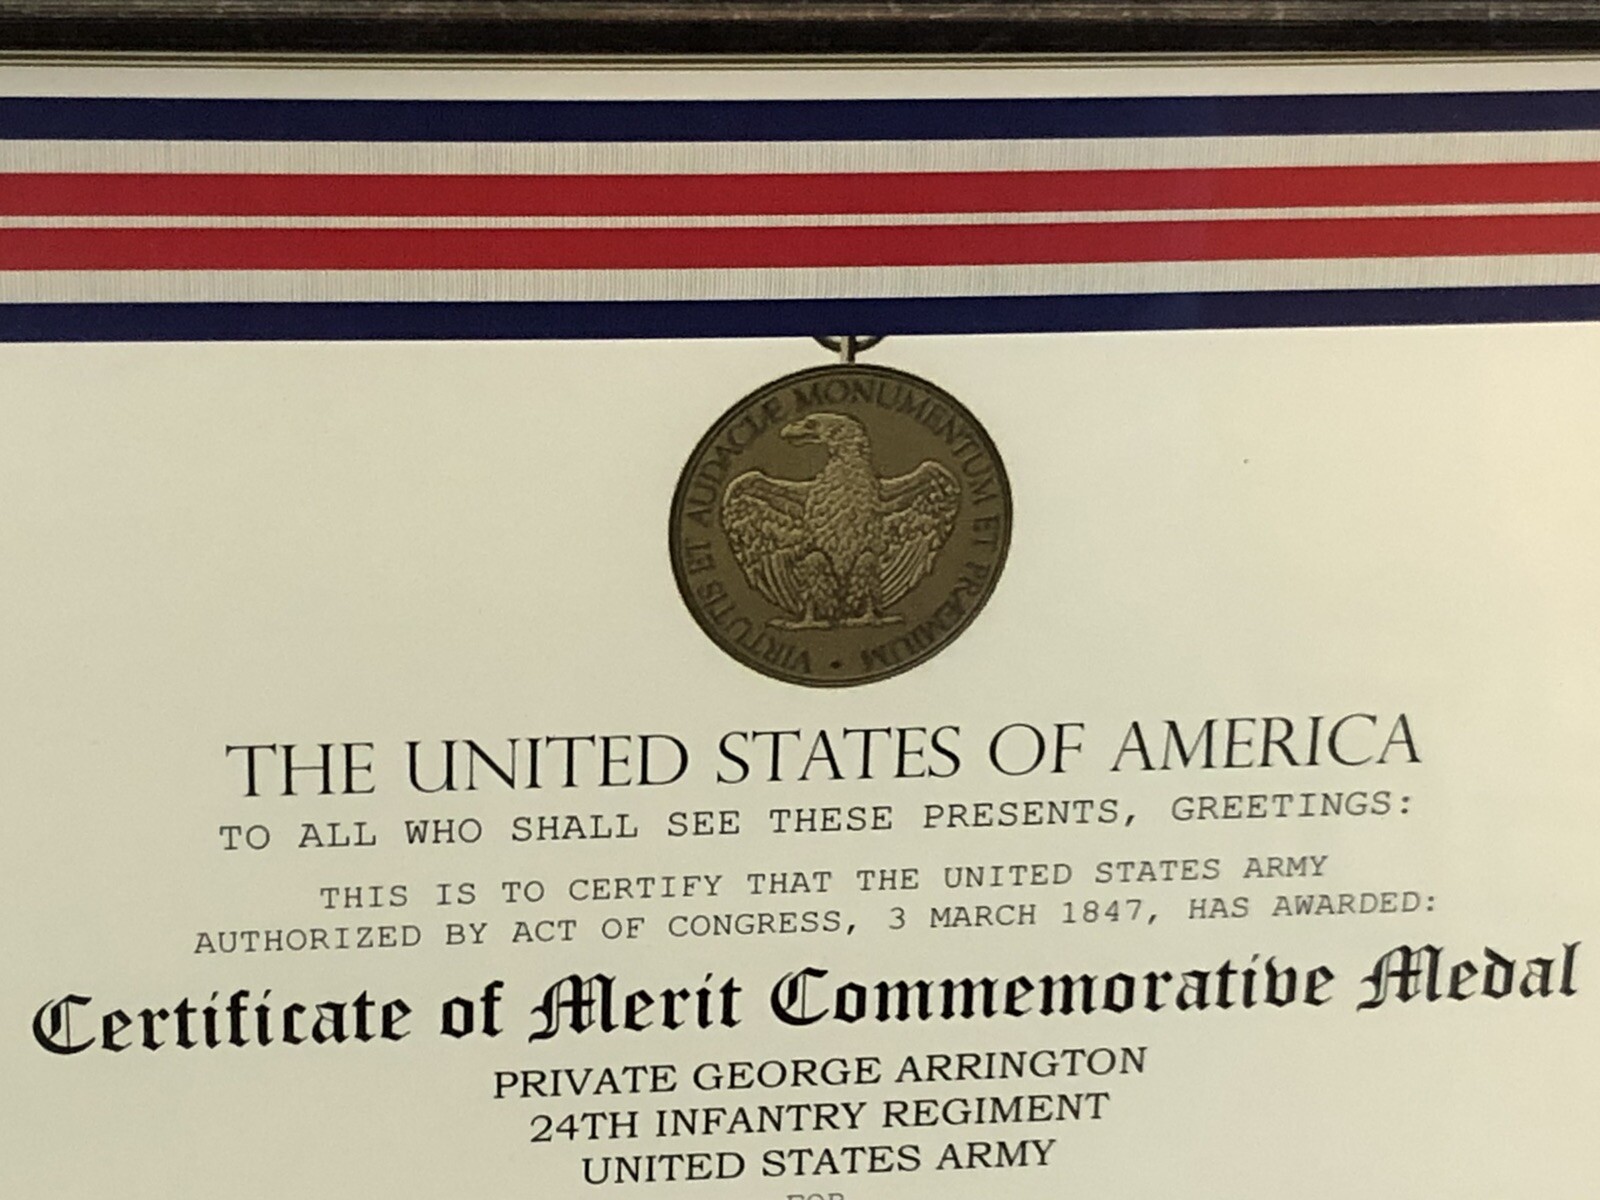 VIRTUTIS ET AUDACIÆ MONUMENTUM ET PRÆMIUM
THE UNITED STATES OF AMERICA
TO ALL WHO SHALL SEE THESE PRESENTS, GREETINGS:
THIS IS TO CERTIFY THAT THE UNITED STATES ARMY
AUTHORIZED BY ACT OF CONGRESS, 3 MARCH 1847, HAS AWARDED:
Certificate of Merit Commemorative Medal
PRIVATE GEORGE ARRINGTON
24TH INFANTRY REGIMENT
UNITED STATES ARMY
FOR